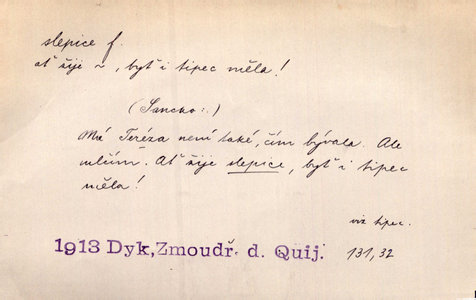 slepice f.
ať žije ~, byť i tipec měla!
(Sancho:)
Má Teréza není také, čím bývala. Ale
mlčím. Ať žije slepice, byť i tipec
měla!
viz tipec.
1913 Dyk, Zmoudř. d. Quij. 131,32